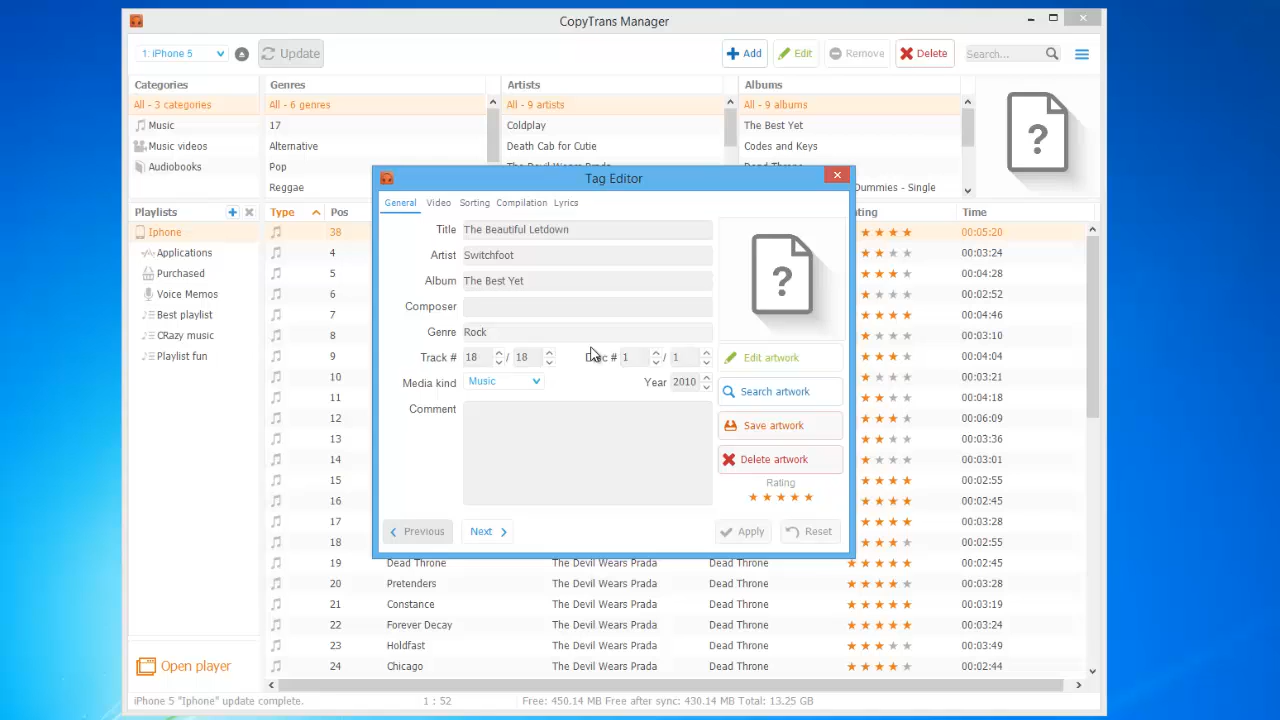 CopyTrans Manager
1: iPhone 5
Update
Add
Edit
Remove
Delete
Search...
Categories
Genres
Artists
Albums
All - 3 categories
All - 6 genres
All - 9 artists
All - 9 albums
Music
17
Coldplay
The Best Yet
Music videos
Alternative
Death Cab for Cutie
Codes and Keys
Audiobooks
Pop
The Devil Wears Prada
Dead Throne
Reggae
Dummies - Single
?
Playlists
Type
Pos
Time
Iphone
Applications
Purchased
Voice Memos
Best playlist
CRazy music
Playlist fun
38
4
5
6
7
8
9
10
11
12
13
14
15
16
17
18
Tag Editor
General Video Sorting Compilation Lyrics
Title The Beautiful Letdown
Artist Switchfoot
Album The Best Yet
Composer
Genre Rock
Track # 18 / 18
# 1 / 1
Media kind Music
Year 2010
Comment
?
Edit artwork
Search artwork
Save artwork
Delete artwork
Rating
Previous
Next
Apply
Reset
00:05:20
00:03:24
00:04:28
00:02:52
00:04:46
00:03:10
00:04:04
00:03:21
00:04:18
00:06:09
00:03:36
00:03:01
00:02:55
00:02:45
00:03:28
00:02:55
19 Dead Throne The Devil Wears Prada Dead Throne 00:02:45
20 Pretenders The Devil Wears Prada Dead Throne 00:03:28
21 Constance The Devil Wears Prada Dead Throne 00:03:19
22 Forever Decay The Devil Wears Prada Dead Throne 00:03:24
23 Holdfast The Devil Wears Prada Dead Throne 00:03:49
24 Chicago The Devil Wears Prada Dead Throne 00:02:44
Open player
iPhone 5 "Iphone" update complete.
1 : 52
Free: 450.14 MB Free after sync: 430.14 MB Total: 13.25 GB